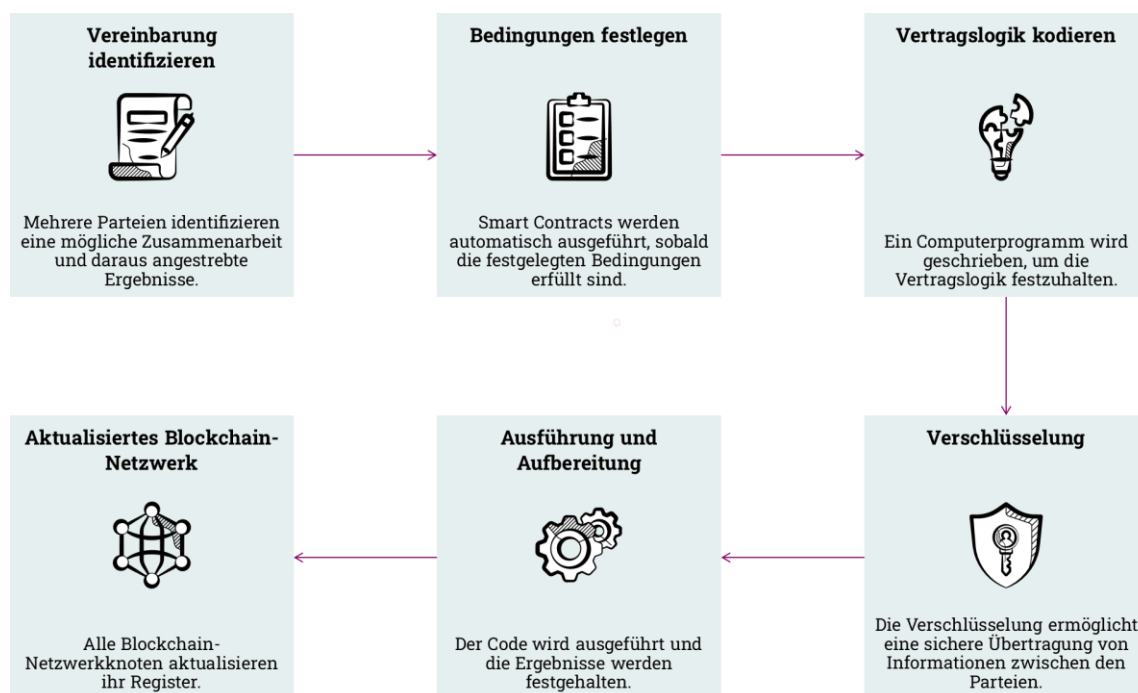 Vereinbarung
identifizieren
Mehrere Parteien identifizieren
eine mögliche Zusammenarbeit
und daraus angestrebte
Ergebnisse.
Bedingungen festlegen
Smart Contracts werden
automatisch ausgeführt, sobald
die festgelegten Bedingungen
erfüllt sind.
Vertragslogik kodieren
Ein Computerprogramm wird
geschrieben, um die
Vertragslogik festzuhalten.
Verschlüsselung
Die Verschlüsselung ermöglicht
eine sichere Übertragung von
Informationen zwischen den
Parteien.
Ausführung und
Aufbereitung
Der Code wird ausgeführt und
die Ergebnisse werden
festgehalten.
Aktualisiertes Blockchain-
Netzwerk
Alle Blockchain-
Netzwerkknoten aktualisieren
ihr Register.